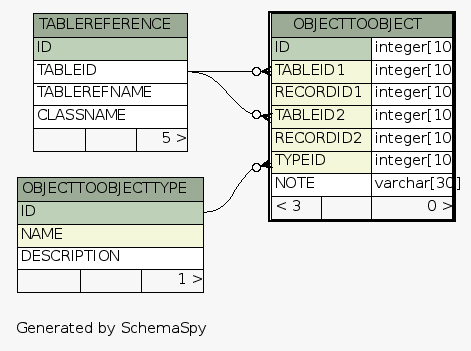 TABLEREFERENCE
ID
TABLEID
TABLEREFNAME
CLASSNAME
5 >
OBJECTTOOBJECT
ID integer[10]
TABLEID1 integer[10]
RECORDID1 integer[10]
TABLEID2 integer[10]
RECORDID2 integer[10]
TYPEID integer[10]
NOTE varchar[30]
< 3 0 >
OBJECTTOOBJECTTYPE
ID
NAME
DESCRIPTION
1 >
Generated by SchemaSpy